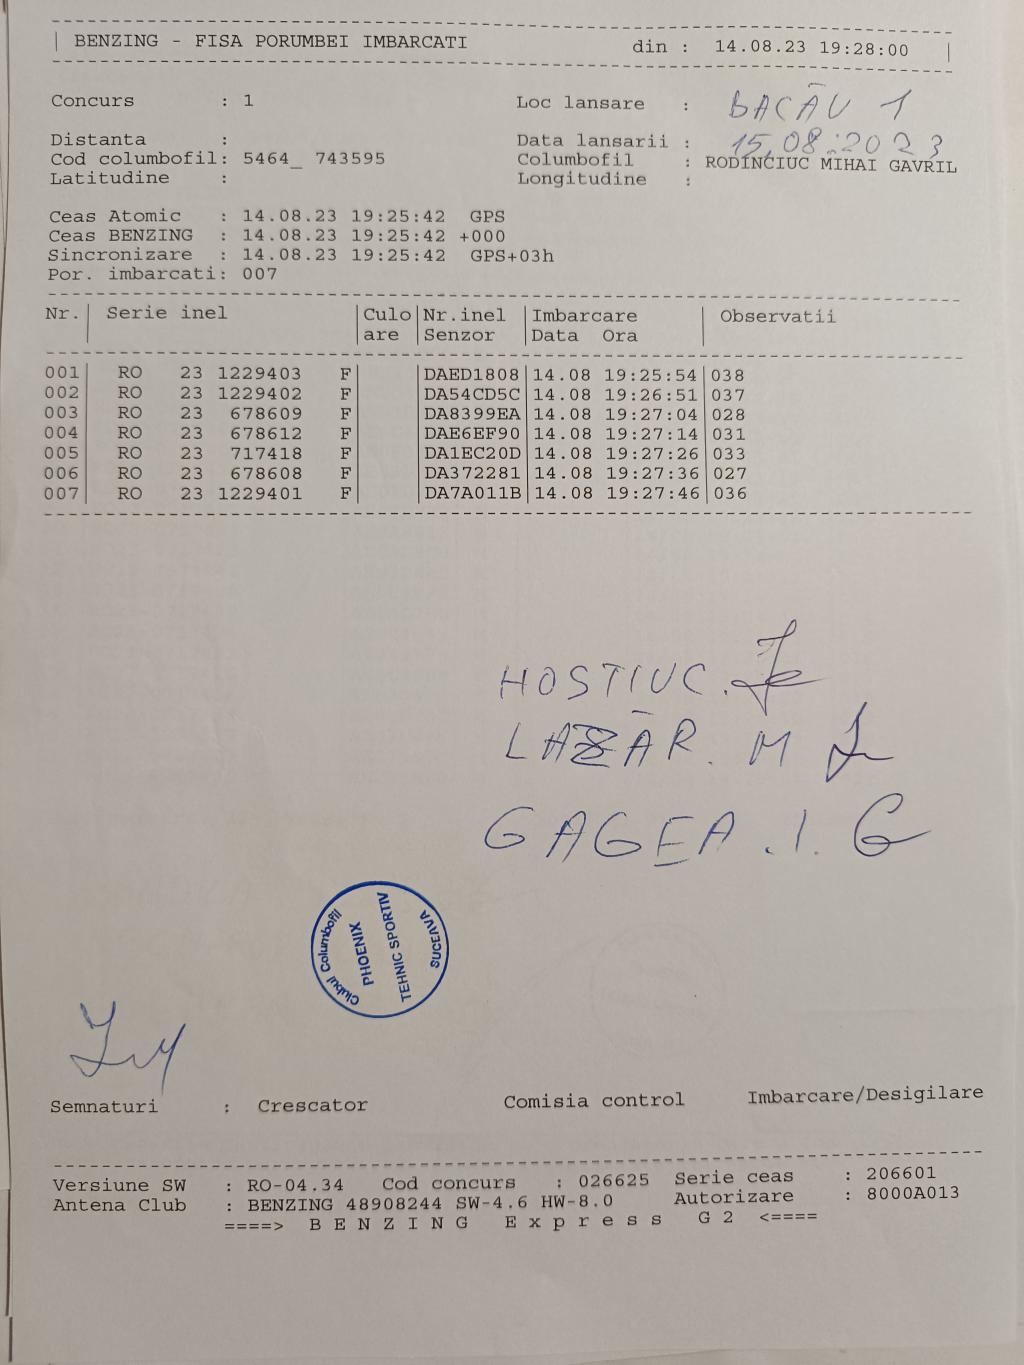 BENZING - FISA PORUMBEI IMBARCATI din : 14.08.23 19:28:00
Concurs : 1 Loc lansare : BACĀU 1
Distanta : Data lansarii : 15.08.2023
Cod columbofil: 5464_ 743595 Columbofil : RODINCIUC MIHAI GAVRIL
Latitudine : Longitudine :
Ceas Atomic : 14.08.23 19:25:42 GPS
Ceas BENZING : 14.08.23 19:25:42 +000
Sincronizare : 14.08.23 19:25:42 GPS+03h
Por. imbarcati: 007
Nr. | Serie inel | Culo | Nr.inel | Imbarcare | Observatii
are | Senzor | Data Ora
001 | RO 23 1229403 F | | DAED1808 | 14.08 19:25:54 | 038
002 | RO 23 1229402 F | | DA54CD5C | 14.08 19:26:51 | 037
003 | RO 23 678609 F | | DA8399EA | 14.08 19:27:04 | 028
004 | RO 23 678612 F | | DAE6EF90 | 14.08 19:27:14 | 031
005 | RO 23 717418 F | | DA1EC20D | 14.08 19:27:26 | 033
006 | RO 23 678608 F | | DA372281 | 14.08 19:27:36 | 027
007 | RO 23 1229401 F | | DA7A011B | 14.08 19:27:46 | 036
HOSTIUC.
LAZĀR. M
GAGEA.I. G
Clubul Columbofil
PHOENIX
TEHNIC SPORTIV
SUCEAVA
Semnaturi : Crescator Comisia control Imbarcare/Desigilare
Versiune SW : RO-04.34 Cod concurs : 026625 Serie ceas : 206601
Antena Club : BENZING 48908244 SW-4.6 HW-8.0 Autorizare : 8000A013
====> B E N Z I N G E x p r e s s G 2 <====